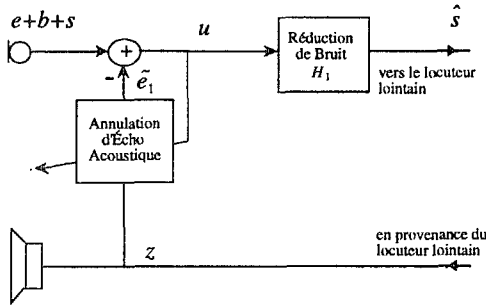 e+b+s
u
ŝ
+
-
ẽ₁
Réduction
de Bruit
H₁
vers le locuteur
lointain
Annulation
d'Écho
Acoustique
z
en provenance du
locuteur lointain